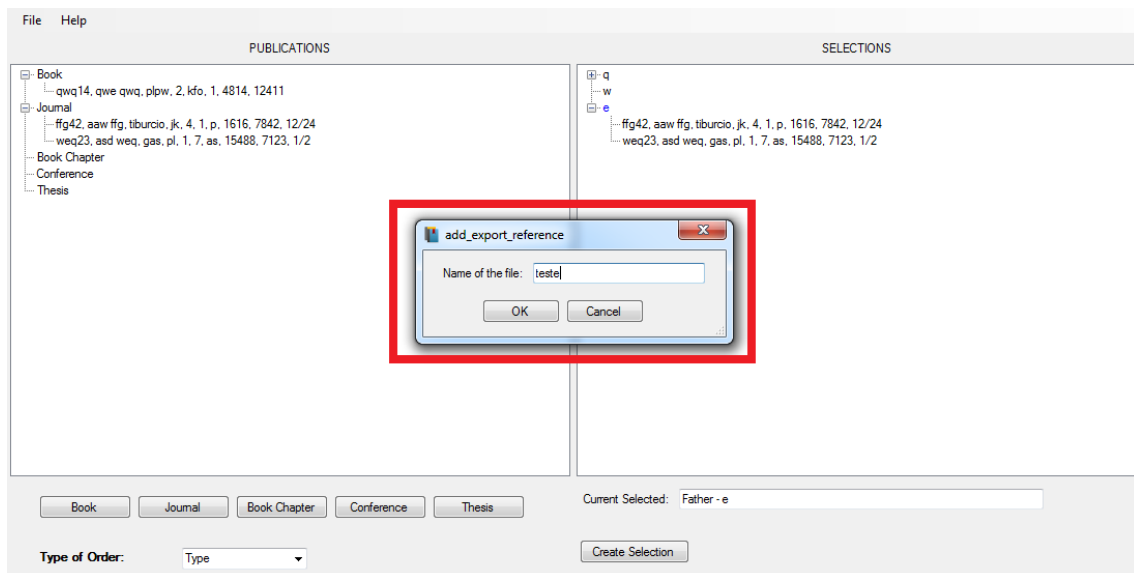 File Help
PUBLICATIONS
SELECTIONS
Book
qwq14, qwe qwq, plpw, 2, kfo, 1, 4814, 12411
Journal
ffg42, aaw ffg, tiburcio, jk, 4, 1, p, 1616, 7842, 12/24
weq23, asd weq, gas, pl, 1, 7, as, 15488, 7123, 1/2
Book Chapter
Conference
Thesis
q
w
e
ffg42, aaw ffg, tiburcio, jk, 4, 1, p, 1616, 7842, 12/24
weq23, asd weq, gas, pl, 1, 7, as, 15488, 7123, 1/2
add_export_reference
Name of the file: teste
OK Cancel
Book Journal Book Chapter Conference Thesis
Type of Order: Type
Current Selected: Father - e
Create Selection